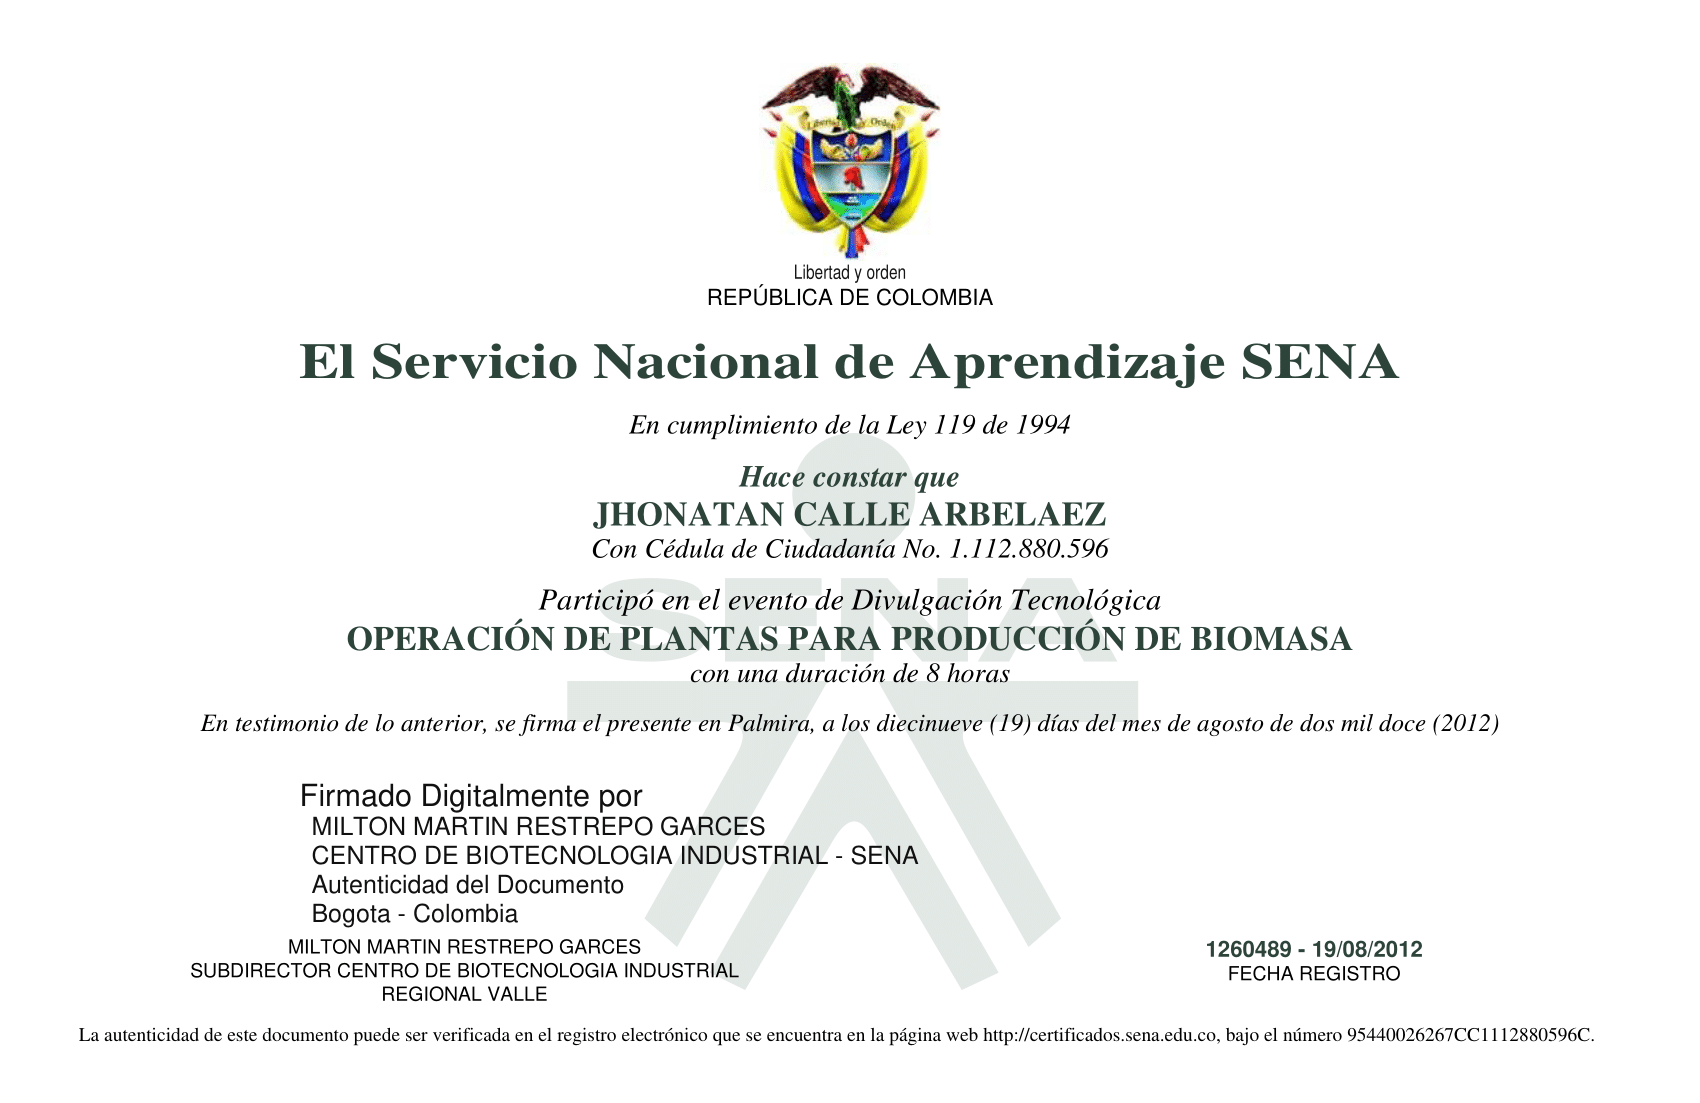 Libertad y Orden
Libertad y orden
REPÚBLICA DE COLOMBIA
El Servicio Nacional de Aprendizaje SENA
En cumplimiento de la Ley 119 de 1994
Hace constar que
JHONATAN CALLE ARBELAEZ
Con Cédula de Ciudadanía No. 1.112.880.596
SENA
Participó en el evento de Divulgación Tecnológica
OPERACIÓN DE PLANTAS PARA PRODUCCIÓN DE BIOMASA
con una duración de 8 horas
En testimonio de lo anterior, se firma el presente en Palmira, a los diecinueve (19) días del mes de agosto de dos mil doce (2012)
Firmado Digitalmente por
MILTON MARTIN RESTREPO GARCES
CENTRO DE BIOTECNOLOGIA INDUSTRIAL - SENA
Autenticidad del Documento
Bogota - Colombia
MILTON MARTIN RESTREPO GARCES
SUBDIRECTOR CENTRO DE BIOTECNOLOGIA INDUSTRIAL
REGIONAL VALLE
1260489 - 19/08/2012
FECHA REGISTRO
La autenticidad de este documento puede ser verificada en el registro electrónico que se encuentra en la página web http://certificados.sena.edu.co, bajo el número 95440026267CC1112880596C.